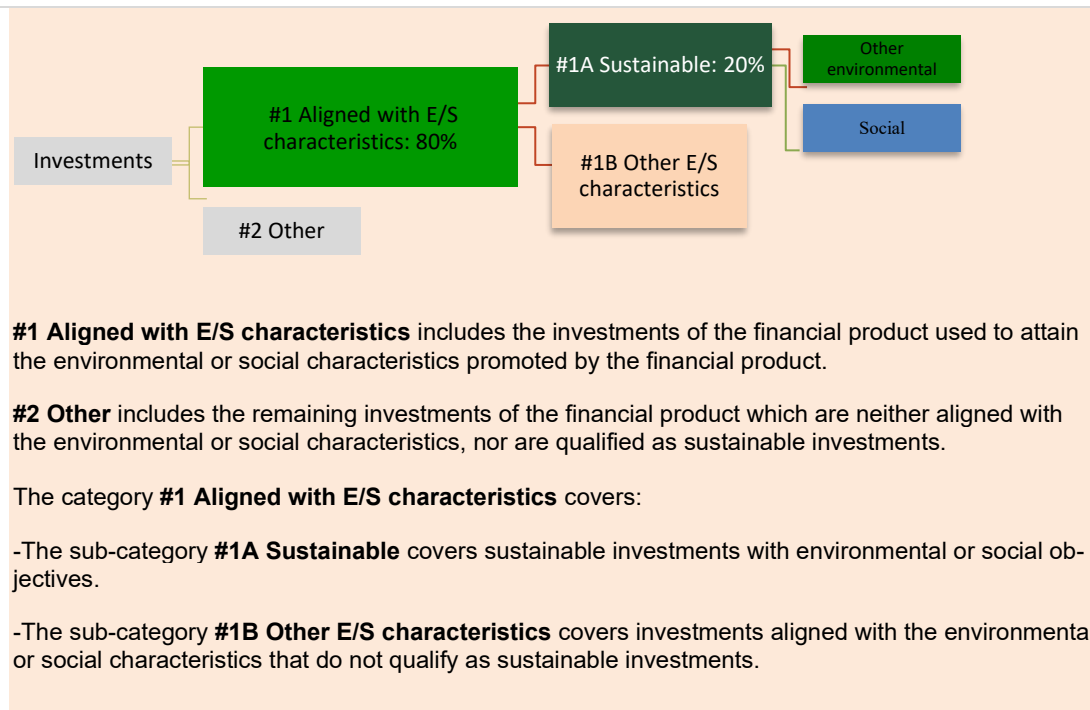 Investments
#1 Aligned with E/S
characteristics: 80%
#2 Other
#1A Sustainable: 20%
#1B Other E/S
characteristics
Other
environmental
Social
#1 Aligned with E/S characteristics includes the investments of the financial product used to attain
the environmental or social characteristics promoted by the financial product.
#2 Other includes the remaining investments of the financial product which are neither aligned with
the environmental or social characteristics, nor are qualified as sustainable investments.
The category #1 Aligned with E/S characteristics covers:
-The sub-category #1A Sustainable covers sustainable investments with environmental or social ob-
jectives.
-The sub-category #1B Other E/S characteristics covers investments aligned with the environmenta
or social characteristics that do not qualify as sustainable investments.